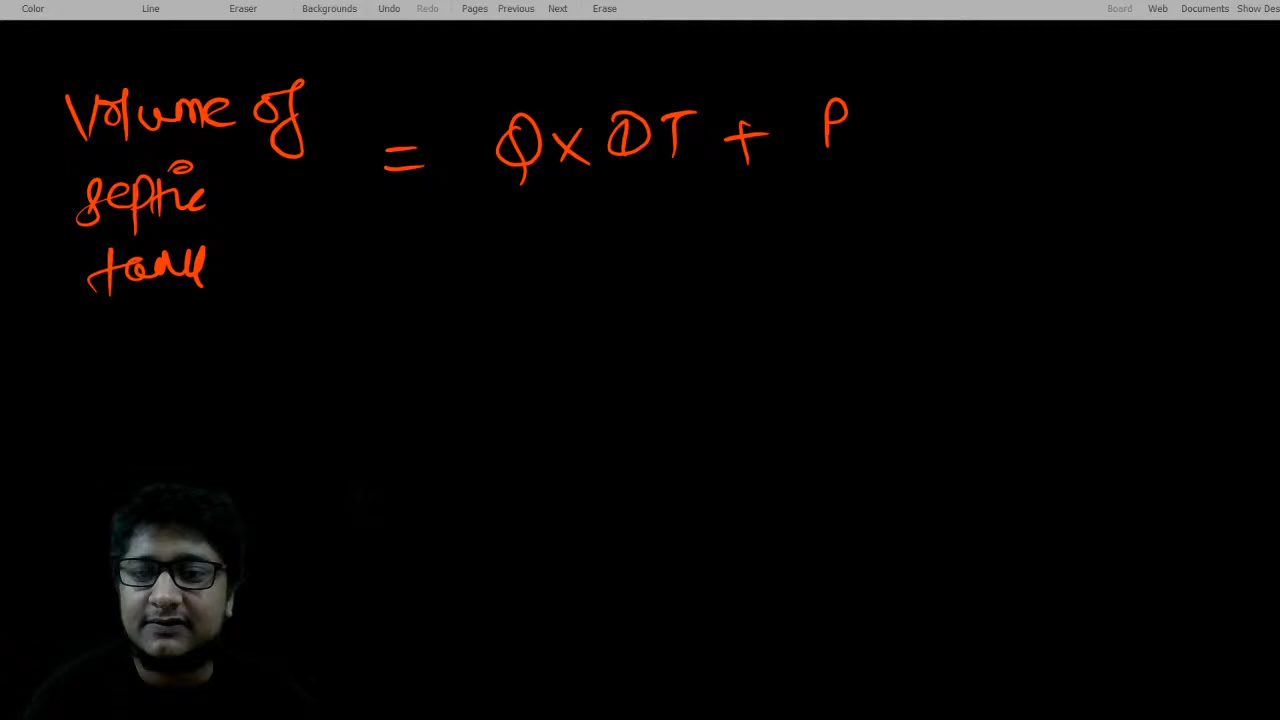 Color Line Eraser Backgrounds Undo Redo Pages Previous Next Erase Board Web Documents Show Des
Volume of
septic
tank
= Q × DT + P